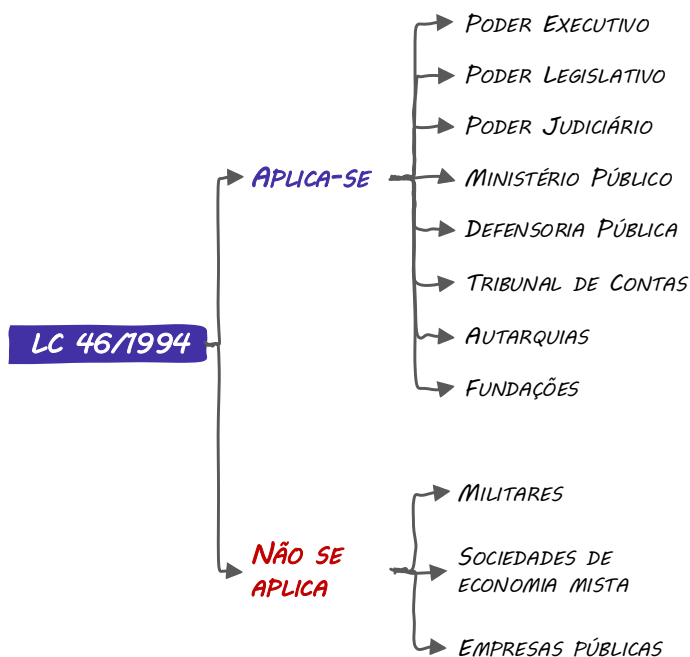 LC 46/1994
Aplica-se
Poder Executivo
Poder Legislativo
Poder Judiciário
Ministério Público
Defensoria Pública
Tribunal de Contas
Autarquias
Fundações
Não se
aplica
Militares
Sociedades de
economia mista
Empresas públicas